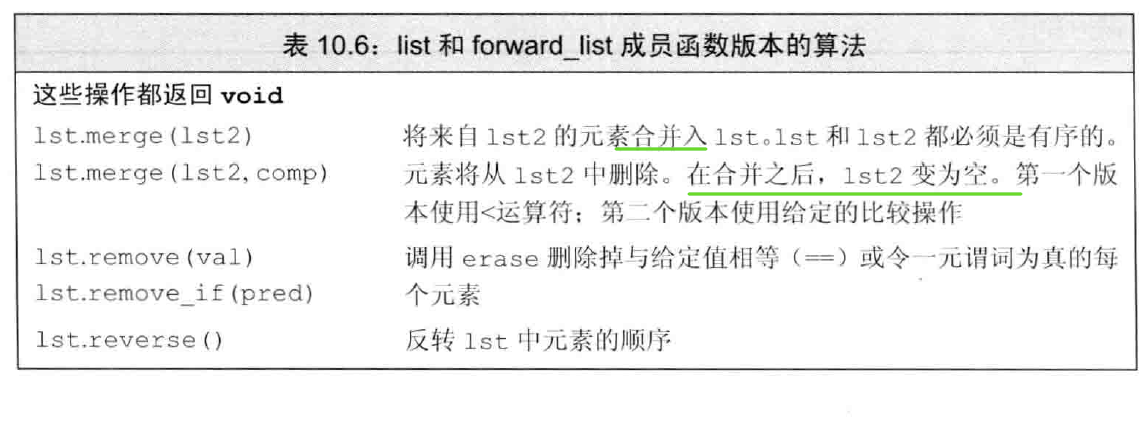 表 10.6：list 和 forward_list 成员函数版本的算法
这些操作都返回 void
lst.merge(lst2) 将来自 lst2 的元素合并入 lst。lst 和 lst2 都必须是有序的。
lst.merge(lst2,comp) 元素将从 lst2 中删除。在合并之后，lst2 变为空。第一个版
本使用<运算符；第二个版本使用给定的比较操作
lst.remove(val) 调用 erase 删除掉与给定值相等（==）或令一元谓词为真的每
lst.remove_if(pred) 个元素
lst.reverse() 反转 lst 中元素的顺序